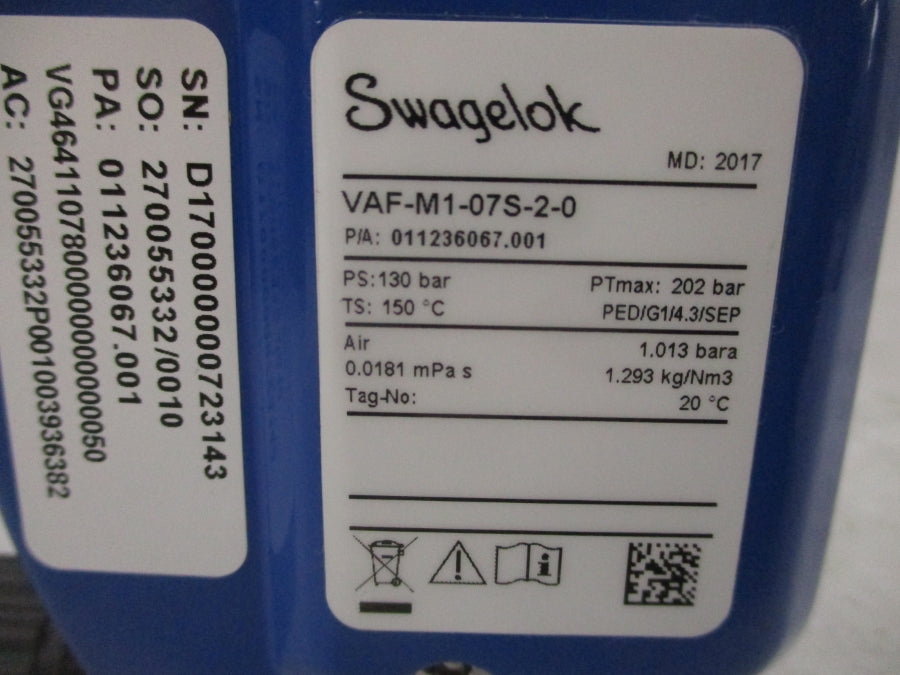 SN: D170000000723143
SO: 270055332/0010
PA: 011236067.001
VG46411078000000000000050
AC: 270055332P001003936382
Swagelok
MD: 2017
VAF-M1-07S-2-0
P/A: 011236067.001
PS:130 bar PTmax: 202 bar
TS: 150 °C PED/G1/4.3/SEP
Air 1.013 bara
0.0181 mPa s 1.293 kg/Nm3
Tag-No: 20 °C